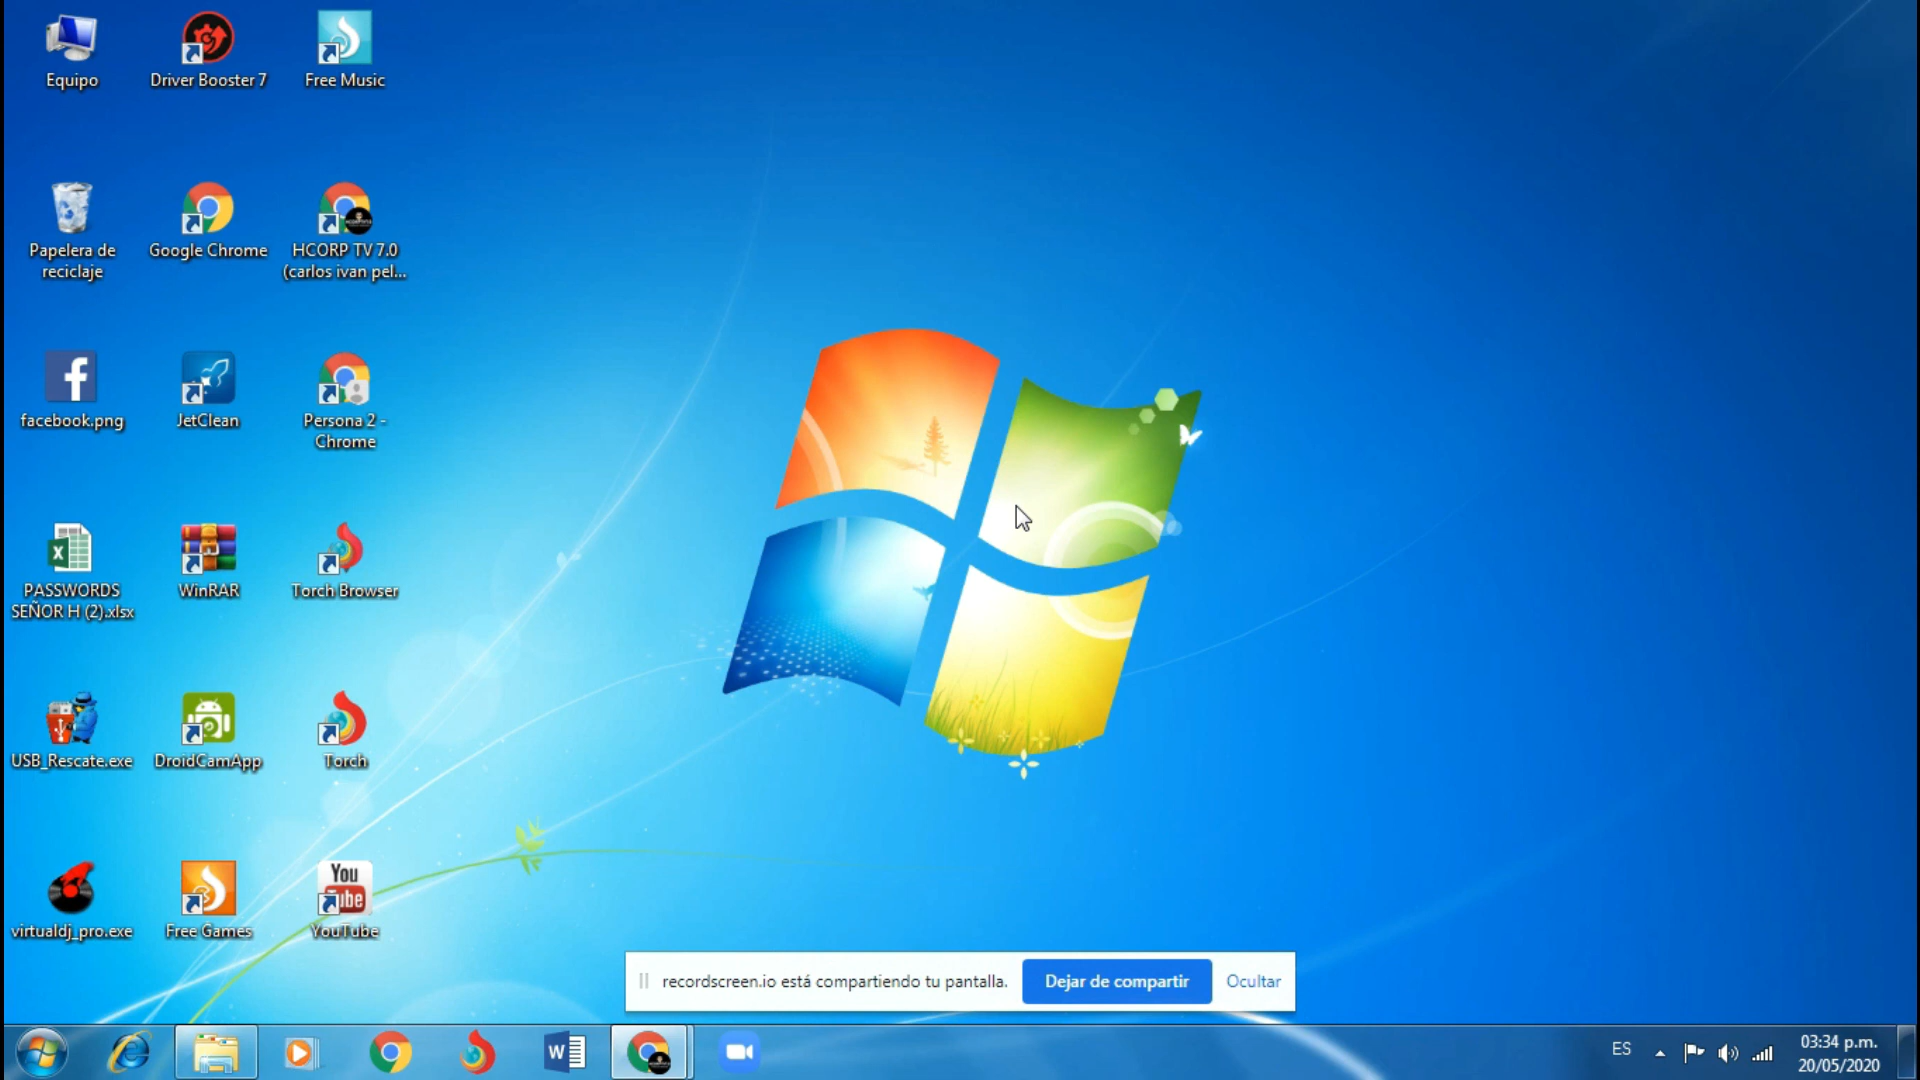 Equipo
Driver Booster 7
Free Music
Papelera de
reciclaje
Google Chrome
HCORP TV 7.0
(carlos ivan pel...
facebook.png
JetClean
Persona 2 -
Chrome
PASSWORDS
SEÑOR H (2).xlsx
WinRAR
Torch Browser
USB_Rescate.exe
DroidCamApp
Torch
virtualdj_pro.exe
Free Games
You
Tube
YouTube
recordscreen.io está compartiendo tu pantalla.
Dejar de compartir
Ocultar
ES
03:34 p.m.
20/05/2020